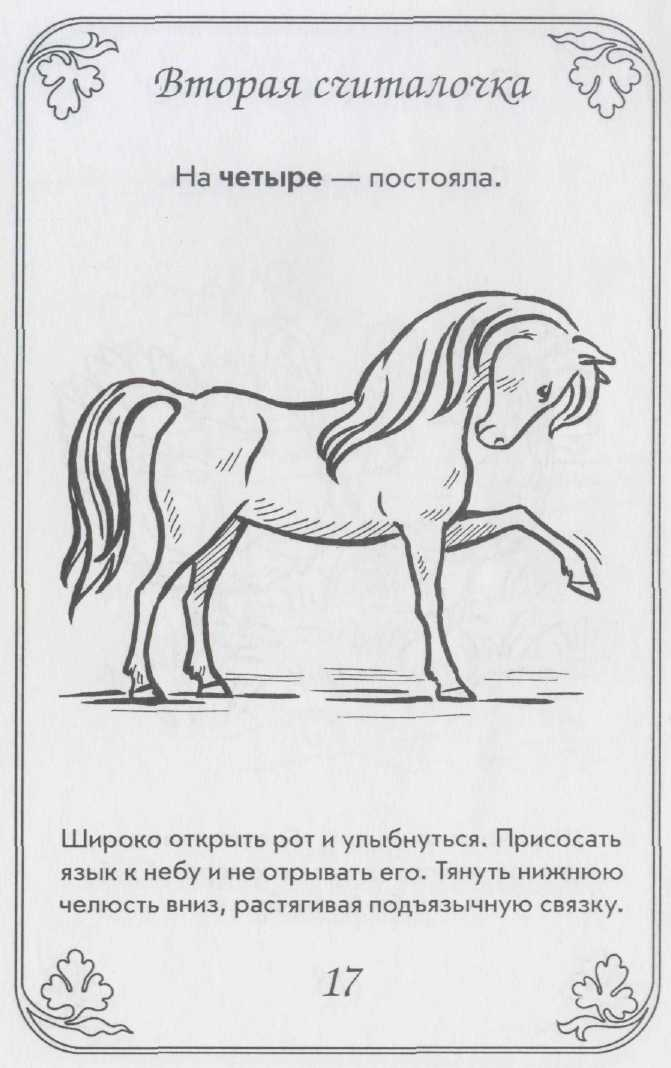 Вторая считалочка
На четыре — постояла.
Широко открыть рот и улыбнуться. Присосать
язык к небу и не отрывать его. Тянуть нижнюю
челюсть вниз, растягивая подъязычную связку.
17